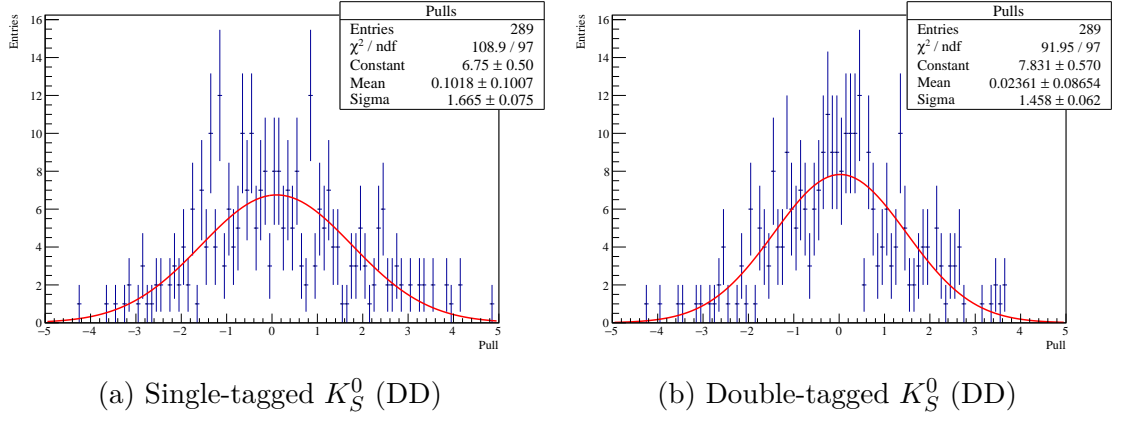 Entries
16
14
12
10
8
6
4
2
0
−5
−4
−3
−2
−1
0
1
2
3
4
5
Pull
Pulls
Entries 289
χ² / ndf 108.9 / 97
Constant 6.75 ± 0.50
Mean 0.1018 ± 0.1007
Sigma 1.665 ± 0.075
(a) Single-tagged K_S^0 (DD)
Entries
16
14
12
10
8
6
4
2
0
−5
−4
−3
−2
−1
0
1
2
3
4
5
Pull
Pulls
Entries 289
χ² / ndf 91.95 / 97
Constant 7.831 ± 0.570
Mean 0.02361 ± 0.08654
Sigma 1.458 ± 0.062
(b) Double-tagged K_S^0 (DD)